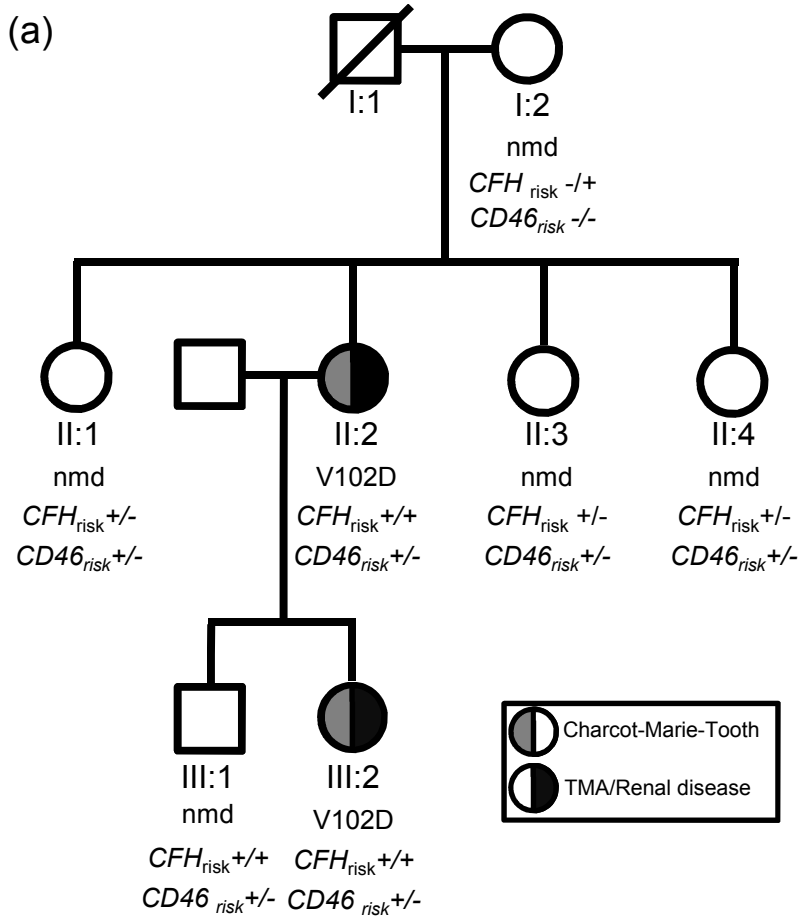 (a)
I:1
I:2
nmd
CFH risk -/+
CD46risk -/-
II:1
II:2
II:3
II:4
nmd
V102D
nmd
nmd
CFHrisk+/-
CFHrisk+/+
CFHrisk +/-
CFHrisk+/-
CD46risk+/-
CD46risk+/-
CD46risk+/-
CD46risk+/-
III:1
III:2
nmd
V102D
CFHrisk+/+
CFHrisk+/+
CD46 risk+/-
CD46 risk+/-
Charcot-Marie-Tooth
TMA/Renal disease